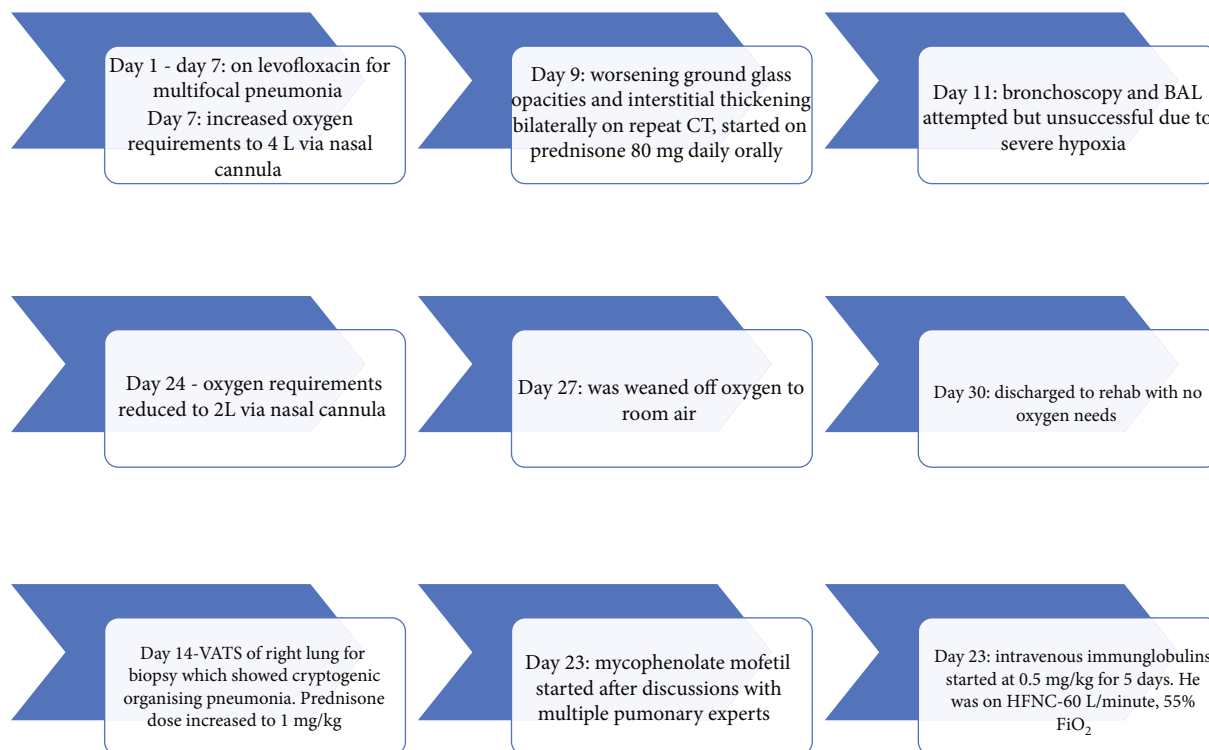 Day 1 - day 7: on levofloxacin for
multifocal pneumonia
Day 7: increased oxygen
requirements to 4 L via nasal
cannula
Day 9: worsening ground glass
opacities and interstitial thickening
bilaterally on repeat CT, started on
prednisone 80 mg daily orally
Day 11: bronchoscopy and BAL
attempted but unsuccessful due to
severe hypoxia
Day 24 - oxygen requirements
reduced to 2L via nasal cannula
Day 27: was weaned off oxygen to
room air
Day 30: discharged to rehab with no
oxygen needs
Day 14-VATS of right lung for
biopsy which showed cryptogenic
organising pneumonia. Prednisone
dose increased to 1 mg/kg
Day 23: mycophenolate mofetil
started after discussions with
multiple pumonary experts
Day 23: intravenous immunglobulins
started at 0.5 mg/kg for 5 days. He
was on HFNC-60 L/minute, 55%
FiO₂